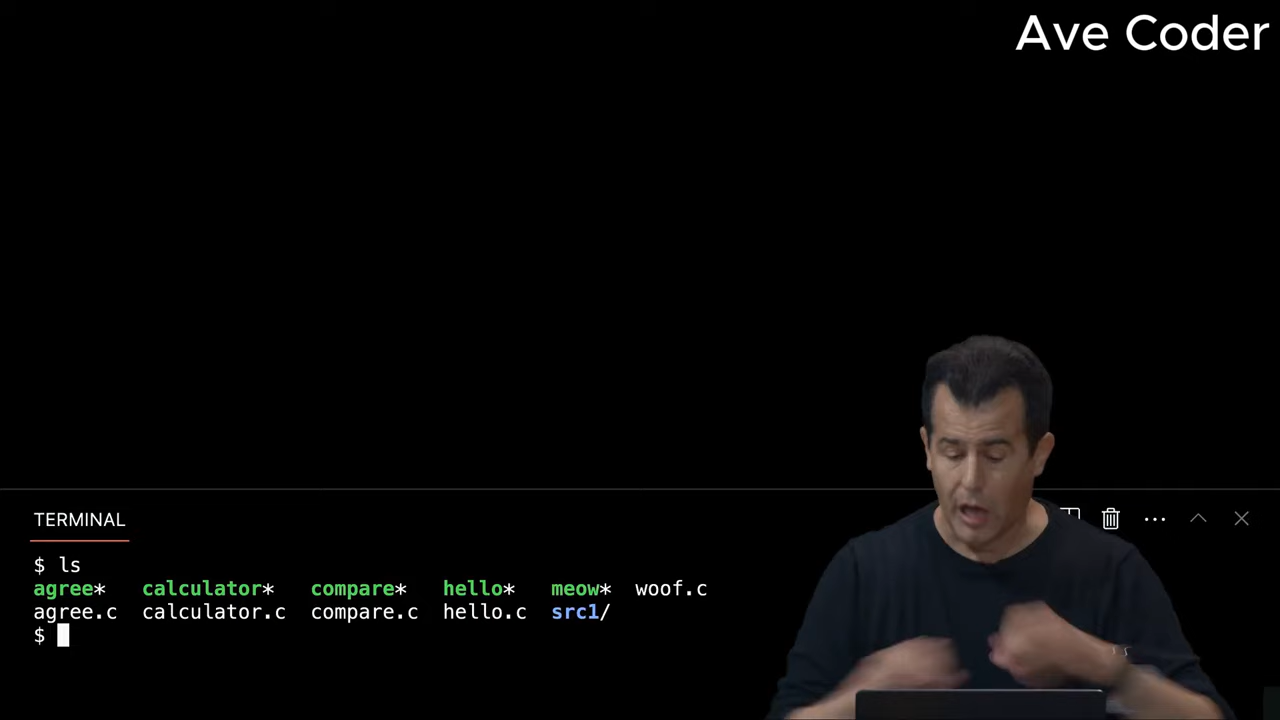 Ave Coder
TERMINAL
$ ls
agree* calculator* compare* hello* meow* woof.c
agree.c calculator.c compare.c hello.c src1/
$